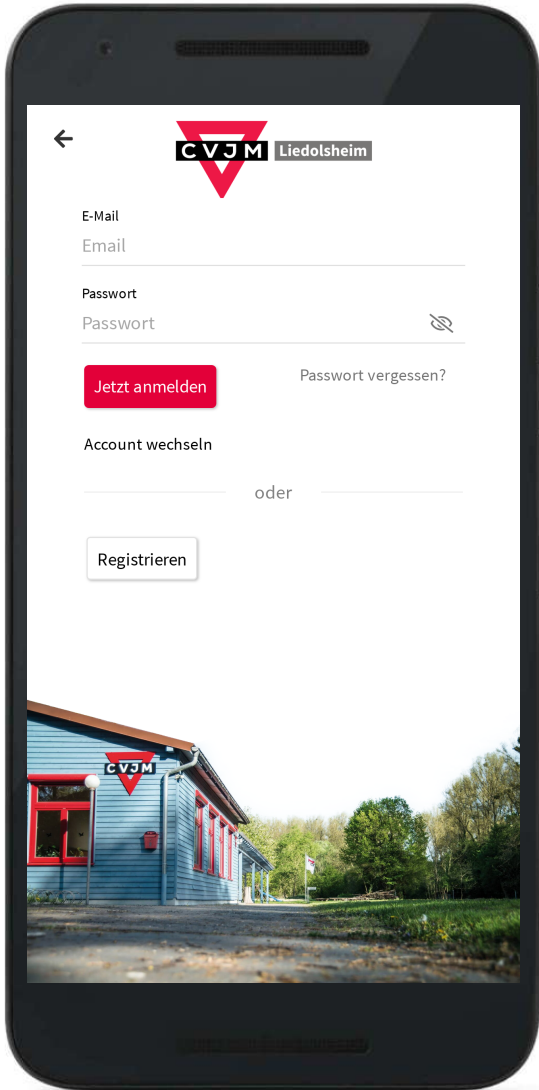 CVJM Liedolsheim
E-Mail
Email
Passwort
Passwort
Jetzt anmelden
Passwort vergessen?
Account wechseln
oder
Registrieren
CVJM